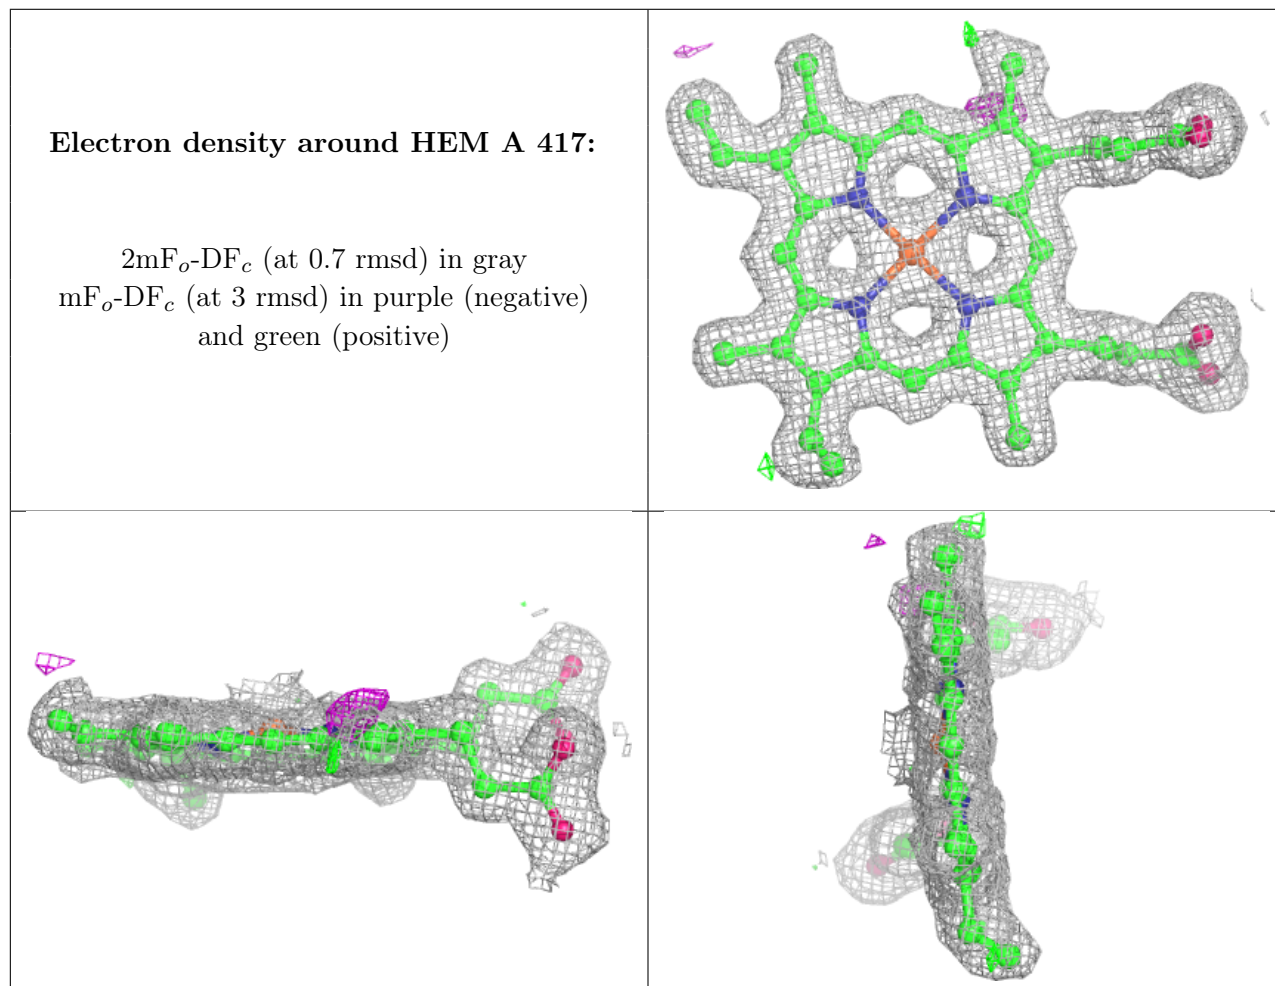 Electron density around HEM A 417:
2mFo-DFc (at 0.7 rmsd) in gray
mFo-DFc (at 3 rmsd) in purple (negative)
and green (positive)